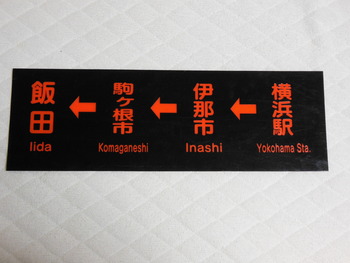 飯田
Iida
←
駒ヶ根市
Komaganeshi
←
伊那市
Inashi
←
横浜駅
Yokohama Sta.